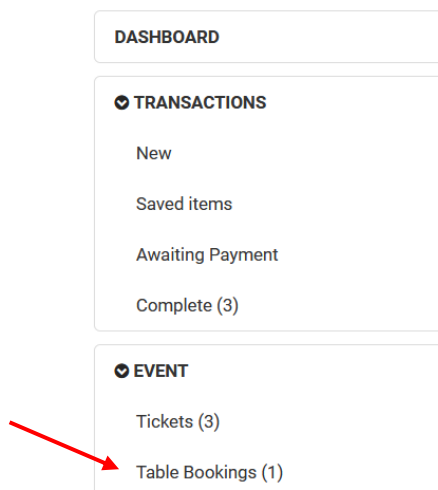 DASHBOARD
TRANSACTIONS
New
Saved items
Awaiting Payment
Complete (3)
EVENT
Tickets (3)
Table Bookings (1)